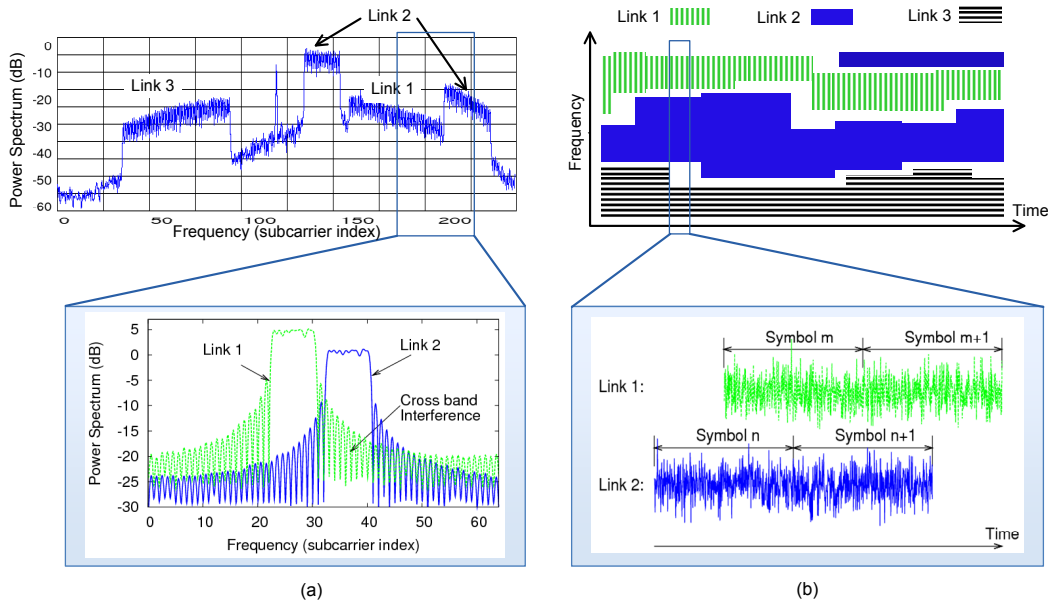 Link 2
0
-10
-20
-30
-40
-50
-60
Power Spectrum (dB)
Link 3
Link 1
0
50
100
150
200
Frequency (subcarrier index)
Link 1
Link 2
Link 3
Frequency
Time
5
0
-5
-10
-15
-20
-25
-30
Power Spectrum (dB)
Link 1
Link 2
Cross band
Interference
0
10
20
30
40
50
60
Frequency (subcarrier index)
Symbol m
Symbol m+1
Link 1:
Symbol n
Symbol n+1
Link 2:
Time
(a)
(b)